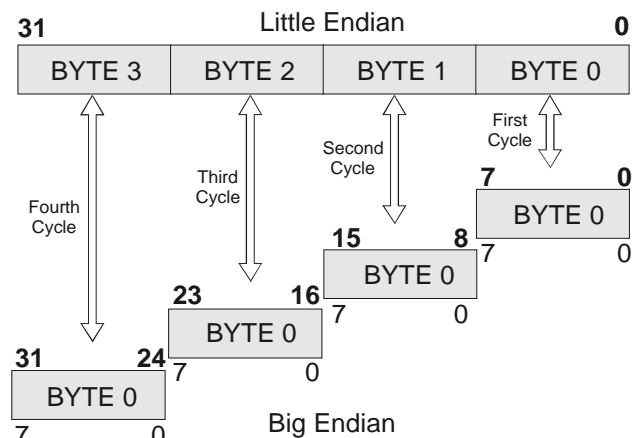 Little Endian
31 0
BYTE 3 BYTE 2 BYTE 1 BYTE 0
First
Cycle
Second
Cycle
Third
Cycle
Fourth
Cycle
7 0
BYTE 0
7 0
15 8
BYTE 0
7 0
23 16
BYTE 0
7 0
31 24
BYTE 0
7 0
Big Endian